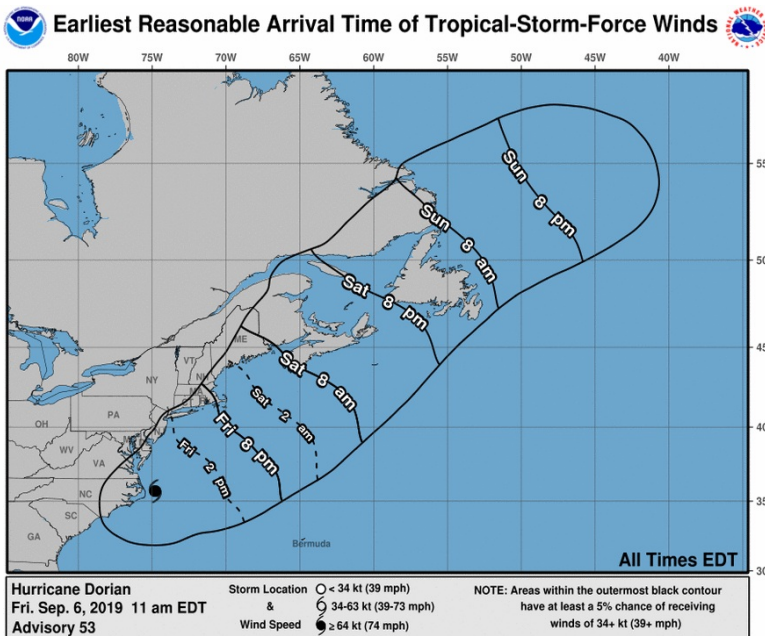 NOAA
Earliest Reasonable Arrival Time of Tropical-Storm-Force Winds
80W 75W 70W 65W 60W 55W 50W 45W 40W
55
50
45
40
35
30
Sun 8 pm
Sun 8 am
Sat 8 pm
Sat 8 am
Sat 2 am
Fri 8 pm
Fri 2 pm
ME
VT
NY
PA
OH
WV
VA
NC
SC
GA
Bermuda
All Times EDT
Hurricane Dorian
Fri. Sep. 6, 2019 11 am EDT
Advisory 53
Storm Location
&
Wind Speed
< 34 kt (39 mph)
34-63 kt (39-73 mph)
≥ 64 kt (74 mph)
NOTE: Areas within the outermost black contour
have at least a 5% chance of receiving
winds of 34+ kt (39+ mph)